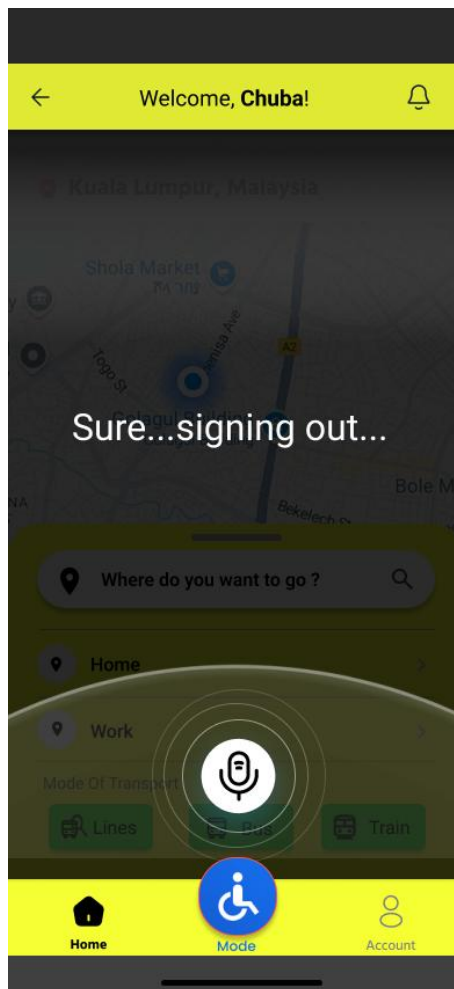 Welcome, Chuba!
Kuala Lumpur, Malaysia
Shola Market
Togo St
A2
Sure...signing out...
Bole M
NA
Where do you want to go ?
Home
Work
Mode Of Transport
Lines
Bus
Train
Home
Mode
Account